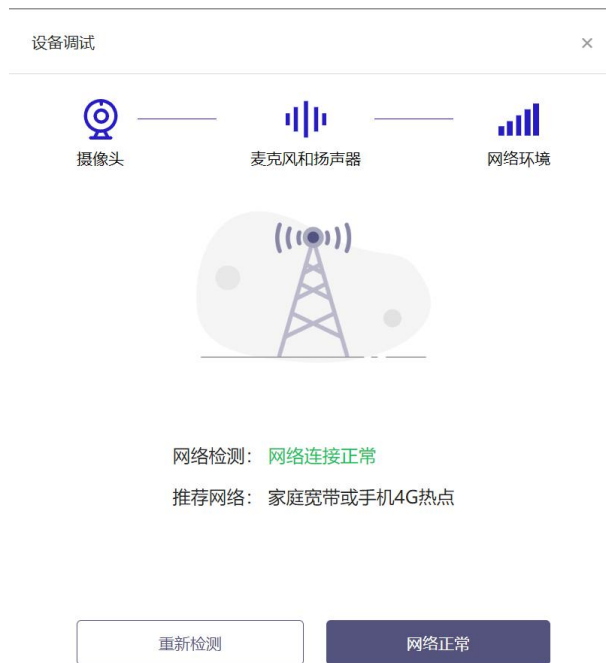 设备调试
摄像头
麦克风和扬声器
网络环境
网络检测： 网络连接正常
推荐网络： 家庭宽带或手机4G热点
重新检测
网络正常